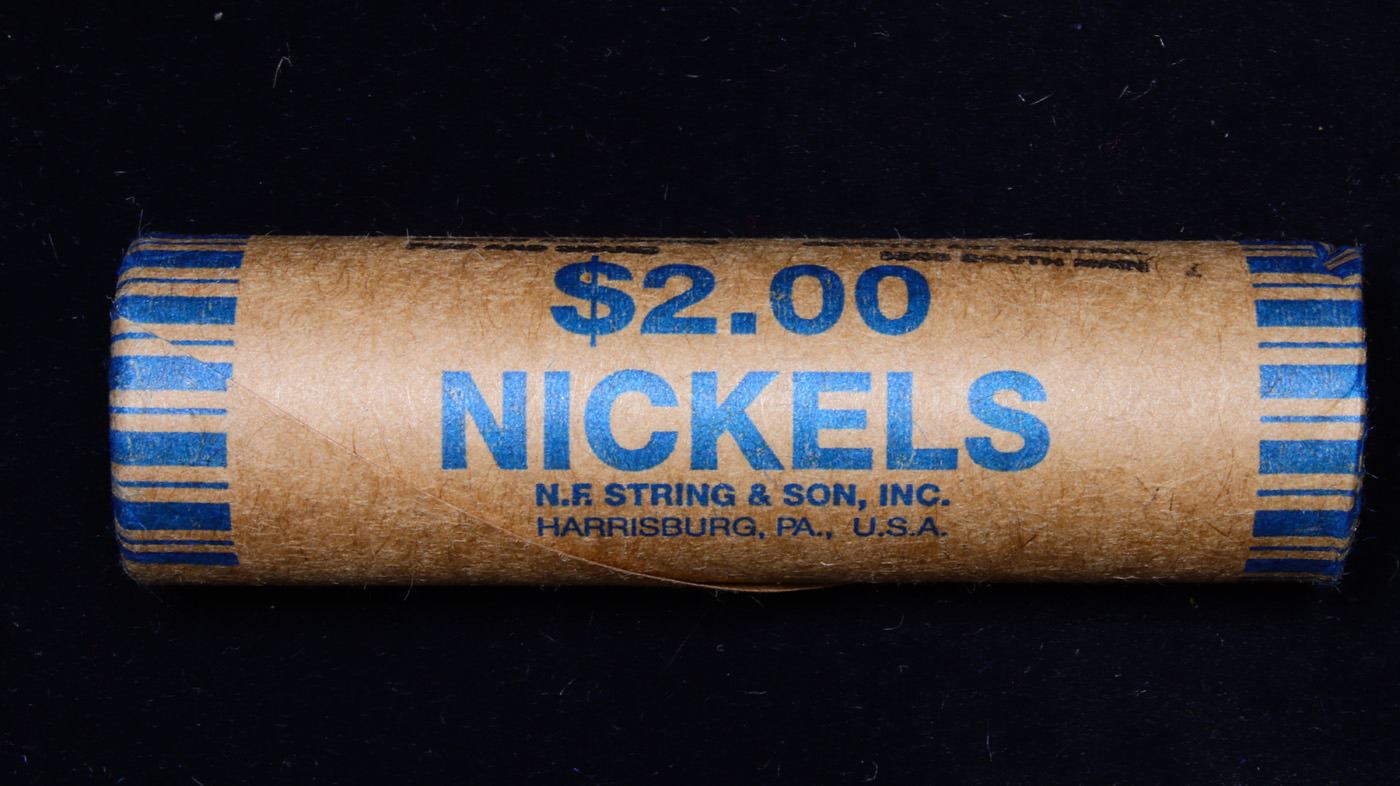 $2.00
NICKELS
N.F. STRING & SON, INC.
HARRISBURG, PA., U.S.A.